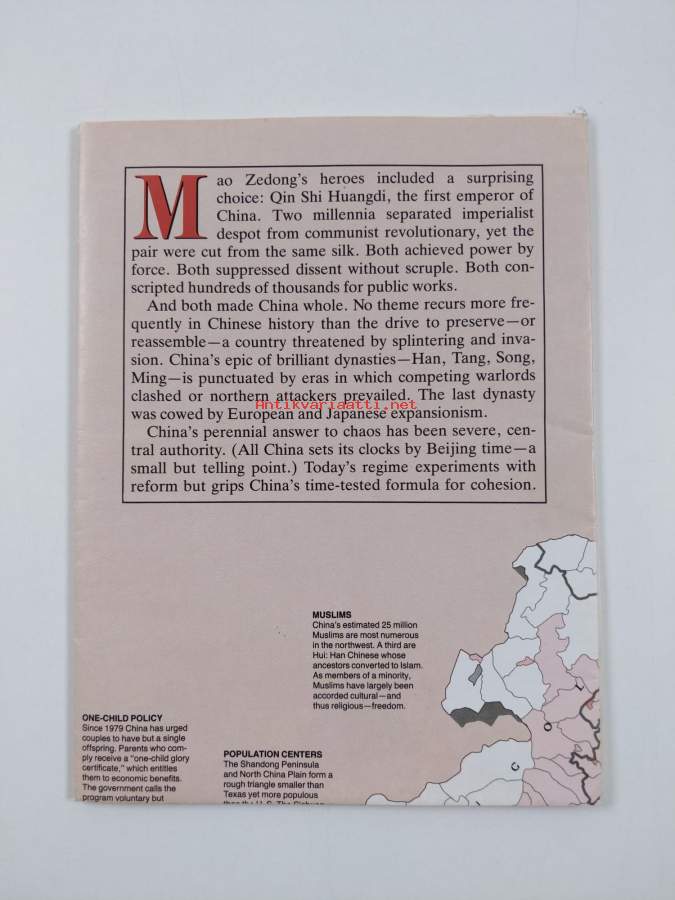 Mao Zedong's heroes included a surprising
choice: Qin Shi Huangdi, the first emperor of
China. Two millennia separated imperialist
despot from communist revolutionary, yet the
pair were cut from the same silk. Both achieved power by
force. Both suppressed dissent without scruple. Both con-
scripted hundreds of thousands for public works.
And both made China whole. No theme recurs more fre-
quently in Chinese history than the drive to preserve—or
reassemble—a country threatened by splintering and inva-
sion. China's epic of brilliant dynasties—Han, Tang, Song,
Ming—is punctuated by eras in which competing warlords
clashed or northern attackers prevailed. The last dynasty
Antikvariaatti.net
was cowed by European and Japanese expansionism.
China's perennial answer to chaos has been severe, cen-
tral authority. (All China sets its clocks by Beijing time—a
small but telling point.) Today's regime experiments with
reform but grips China's time-tested formula for cohesion.
MUSLIMS
China's estimated 25 million
Muslims are most numerous
in the northwest. A third are
Hui: Han Chinese whose
ancestors converted to Islam.
As members of a minority,
Muslims have largely been
accorded cultural—and
thus religious—freedom.
ONE-CHILD POLICY
Since 1979 China has urged
couples to have but a single
offspring. Parents who com-
ply receive a "one-child glory
certificate," which entitles
them to economic benefits.
The government calls the
program voluntary but
POPULATION CENTERS
The Shandong Peninsula
and North China Plain form a
rough triangle smaller than
Texas yet more populous